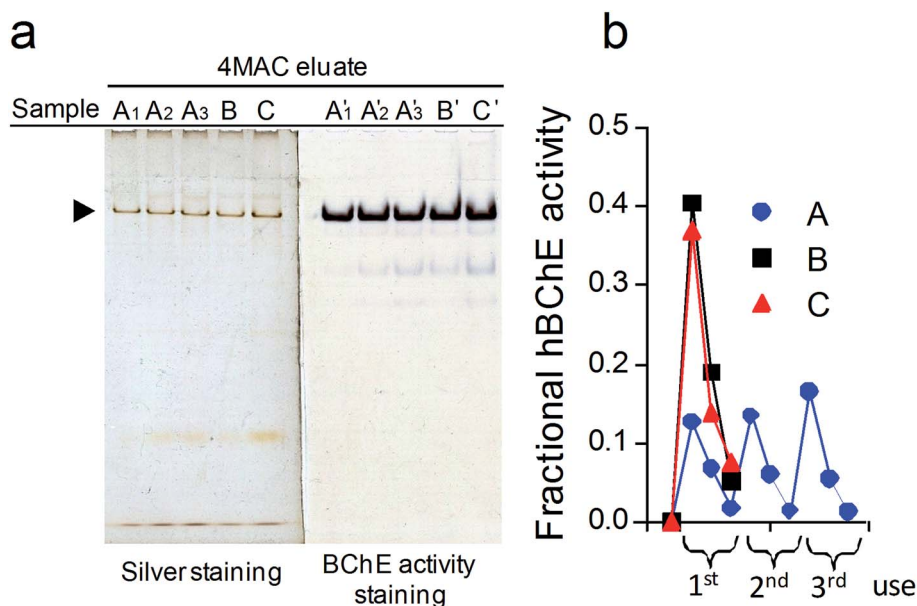 a
4MAC eluate
Sample A1 A2 A3 B C A'1 A'2 A'3 B' C'
Silver staining
BChE activity
staining
b
Fractional hBChE activity
0.5
0.4
0.3
0.2
0.1
0.0
A
B
C
1st 2nd 3rd use